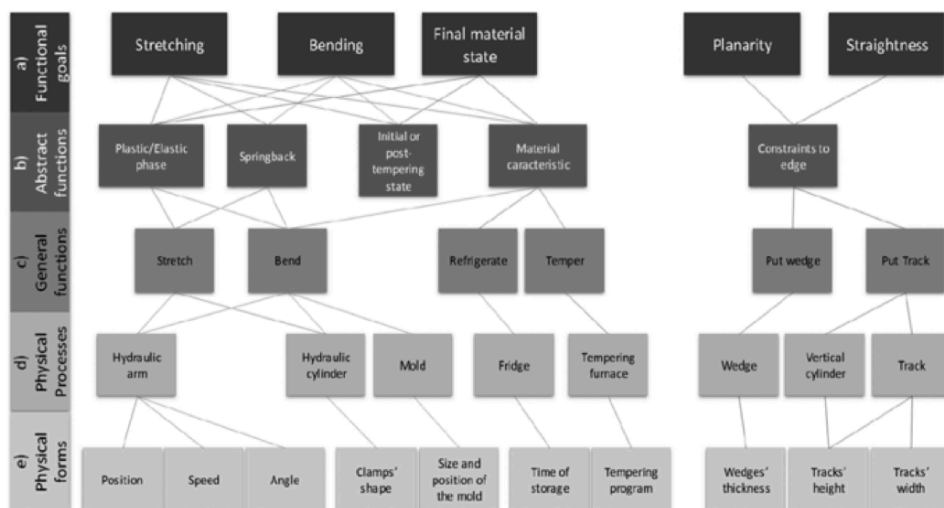 a)
Functional
goals
Stretching
Bending
Final material
state
Planarity
Straightness
b)
Abstract
functions
Plastic/Elastic
phase
Springback
Initial or
post-
tempering
state
Material
caracteristic
Constraints to
edge
c)
General
functions
Stretch
Bend
Refrigerate
Temper
Put wedge
Put Track
d)
Physical
Processes
Hydraulic
arm
Hydraulic
cylinder
Mold
Fridge
Tempering
furnace
Wedge
Vertical
cylinder
Track
e)
Physical
forms
Position
Speed
Angle
Clamps'
shape
Size and
position of
the mold
Time of
storage
Tempering
program
Wedges'
thickness
Tracks'
height
Tracks'
width